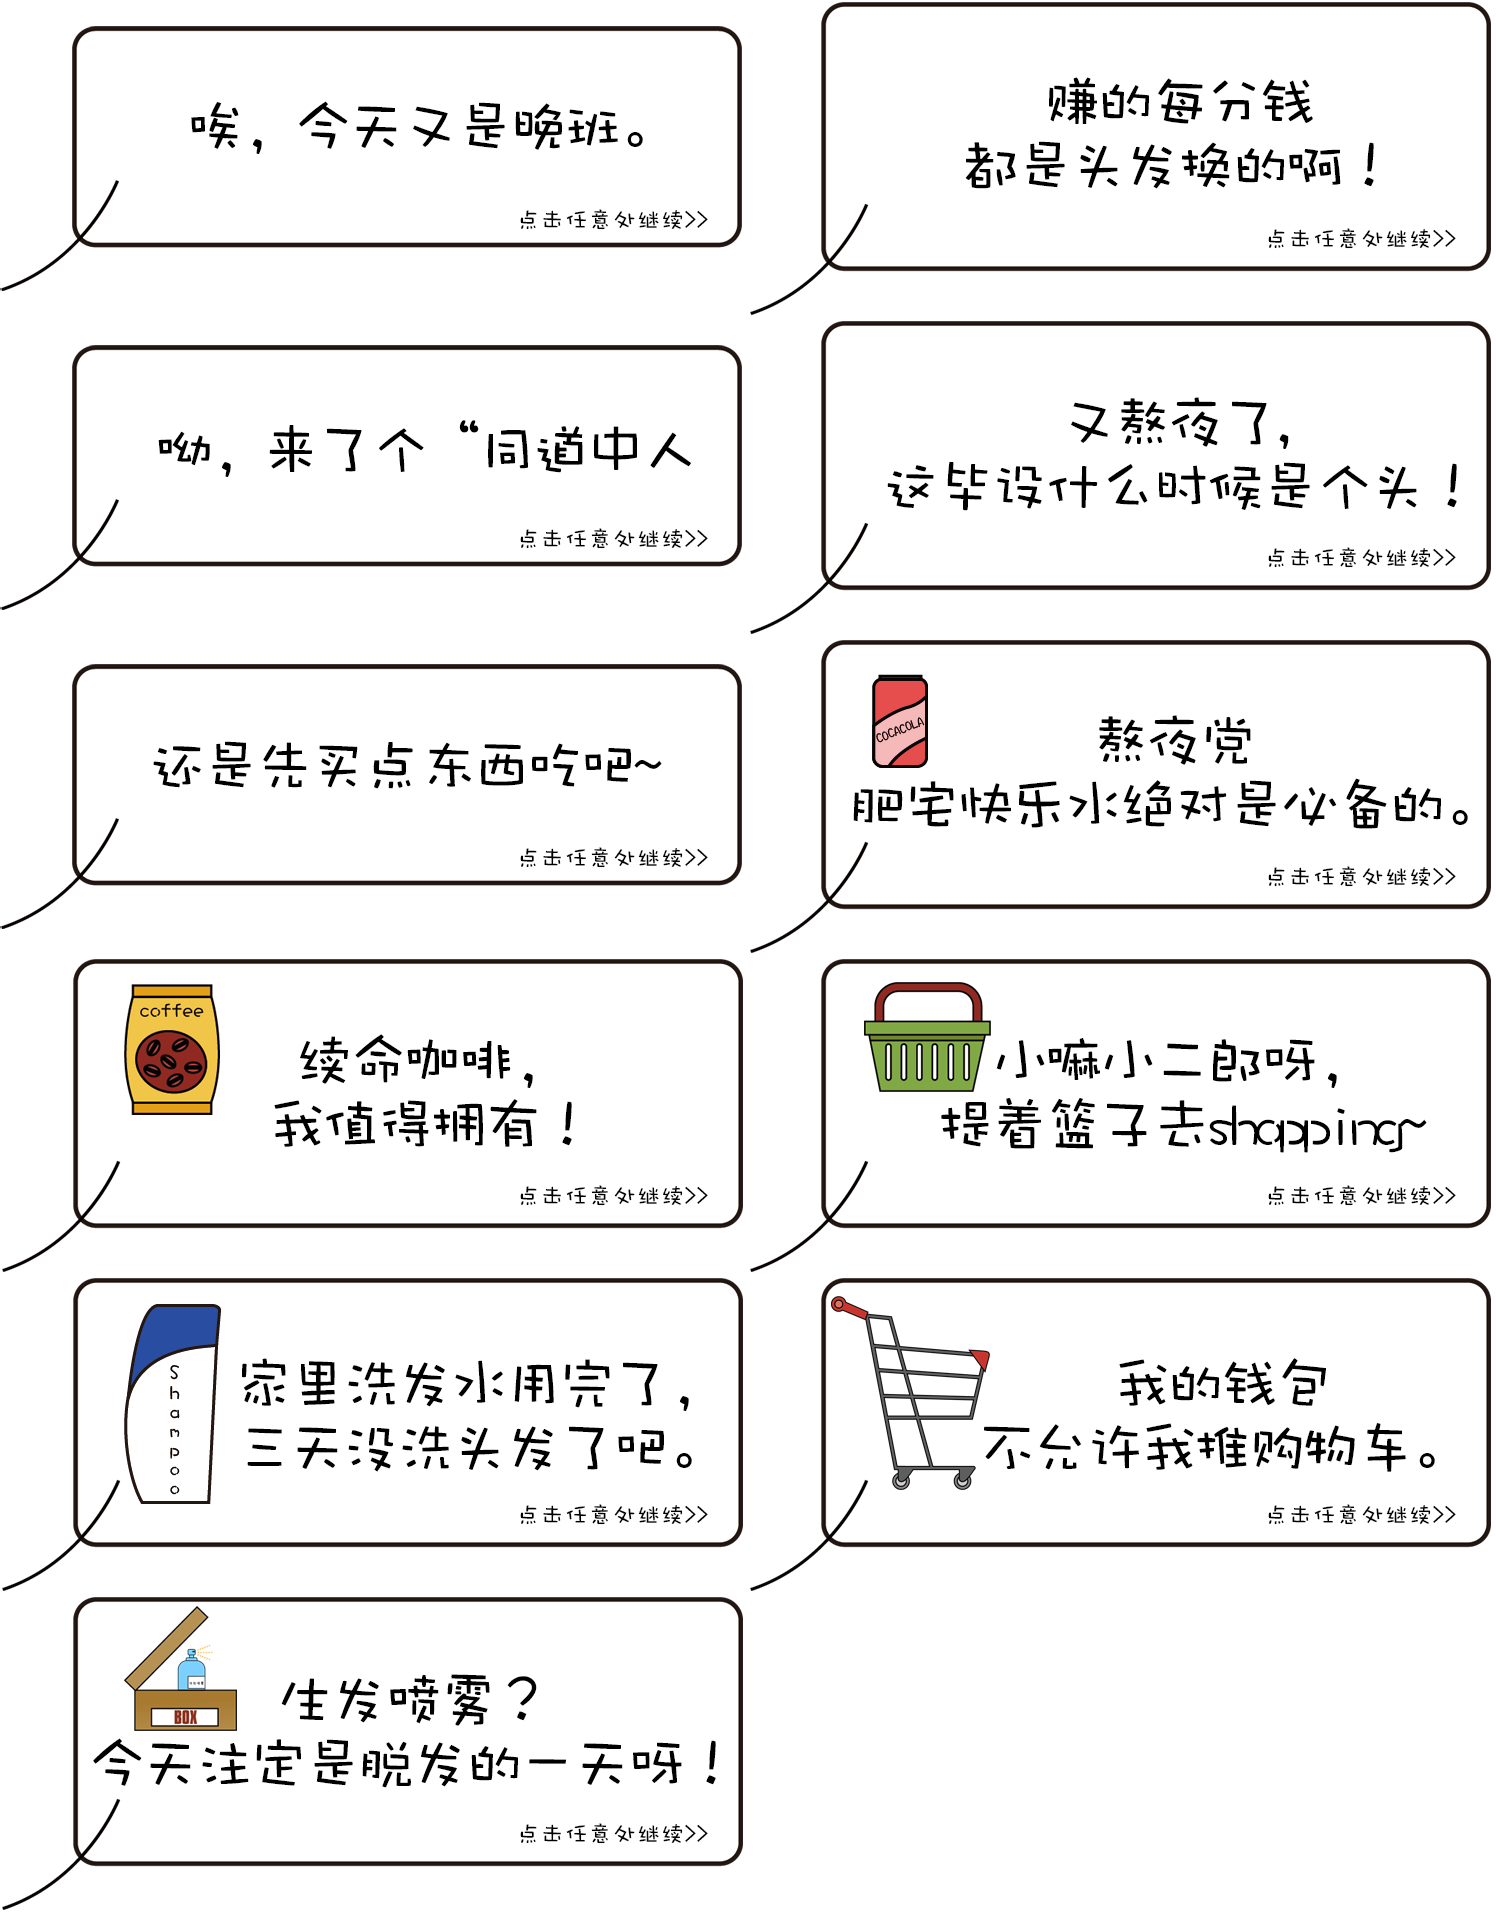 唉，今天又是晚班。
点击任意处继续>>
赚的每分钱
都是头发换的啊！
点击任意处继续>>
呦，来了个“同道中人
点击任意处继续>>
又熬夜了，
这毕设什么时候是个头！
点击任意处继续>>
还是先买点东西吃吧~
点击任意处继续>>
COCACOLA
熬夜党
肥宅快乐水绝对是必备的。
点击任意处继续>>
coffee
续命咖啡，
我值得拥有！
点击任意处继续>>
小嘛小二郎呀，
提着篮子去shopping~
点击任意处继续>>
Shampoo
家里洗发水用完了，
三天没洗头发了吧。
点击任意处继续>>
我的钱包
不允许我推购物车。
点击任意处继续>>
BOX
生发喷雾？
今天注定是脱发的一天呀！
点击任意处继续>>